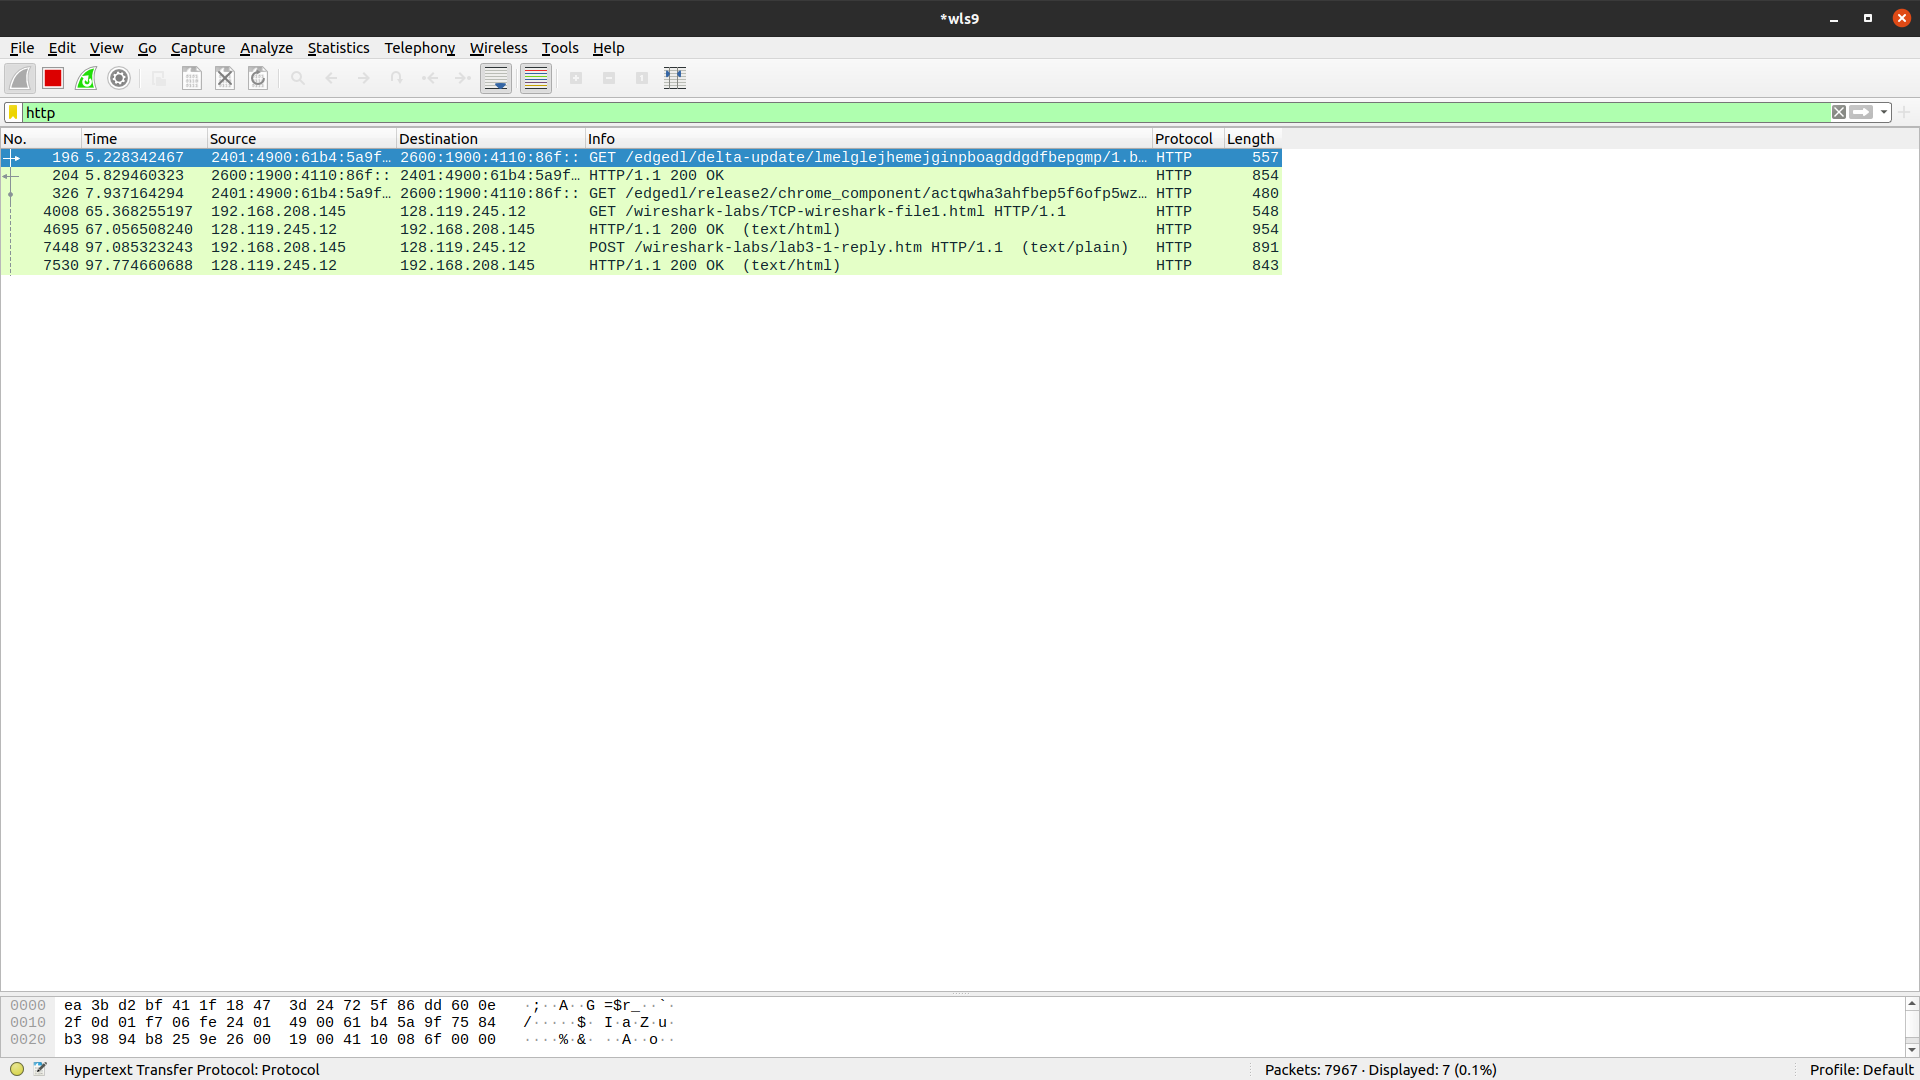 *wls9
File Edit View Go Capture Analyze Statistics Telephony Wireless Tools Help
http
No. Time Source Destination Info Protocol Length
196 5.228342467 2401:4900:61b4:5a9f… 2600:1900:4110:86f:: GET /edgedl/delta-update/lmelglejhemejginpboagddgdfbepgmp/1.b… HTTP 557
204 5.829460323 2600:1900:4110:86f:: 2401:4900:61b4:5a9f… HTTP/1.1 200 OK HTTP 854
326 7.937164294 2401:4900:61b4:5a9f… 2600:1900:4110:86f:: GET /edgedl/release2/chrome_component/actqwha3ahfbep5f6ofp5wz… HTTP 480
4008 65.368255197 192.168.208.145 128.119.245.12 GET /wireshark-labs/TCP-wireshark-file1.html HTTP/1.1 HTTP 548
4695 67.056508240 128.119.245.12 192.168.208.145 HTTP/1.1 200 OK (text/html) HTTP 954
7448 97.085323243 192.168.208.145 128.119.245.12 POST /wireshark-labs/lab3-1-reply.htm HTTP/1.1 (text/plain) HTTP 891
7530 97.774660688 128.119.245.12 192.168.208.145 HTTP/1.1 200 OK (text/html) HTTP 843
0000 ea 3b d2 bf 41 1f 18 47 3d 24 72 5f 86 dd 60 0e ·;··A··G =$r_··`·
0010 2f 0d 01 f7 06 fe 24 01 49 00 61 b4 5a 9f 75 84 /·····$· I·a·Z·u·
0020 b3 98 94 b8 25 9e 26 00 19 00 41 10 08 6f 00 00 ····%·&· ··A··o··
Hypertext Transfer Protocol: Protocol Packets: 7967 · Displayed: 7 (0.1%) Profile: Default